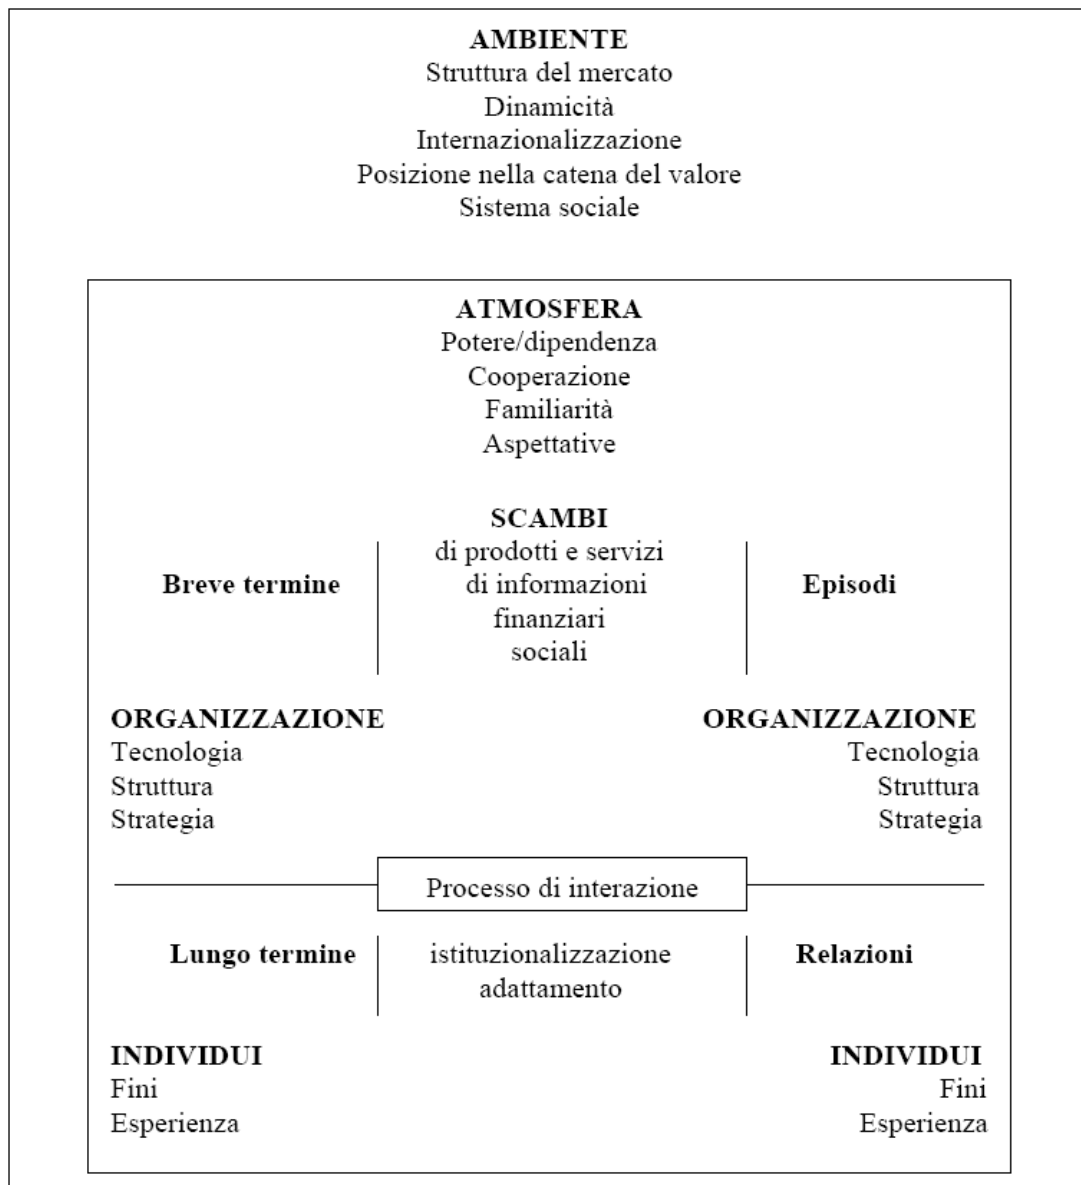 AMBIENTE
Struttura del mercato
Dinamicità
Internazionalizzazione
Posizione nella catena del valore
Sistema sociale
ATMOSFERA
Potere/dipendenza
Cooperazione
Familiarità
Aspettative
SCAMBI
di prodotti e servizi
Breve termine di informazioni Episodi
finanziari
sociali
ORGANIZZAZIONE ORGANIZZAZIONE
Tecnologia Tecnologia
Struttura Struttura
Strategia Strategia
Processo di interazione
Lungo termine istituzionalizzazione Relazioni
adattamento
INDIVIDUI INDIVIDUI
Fini Fini
Esperienza Esperienza